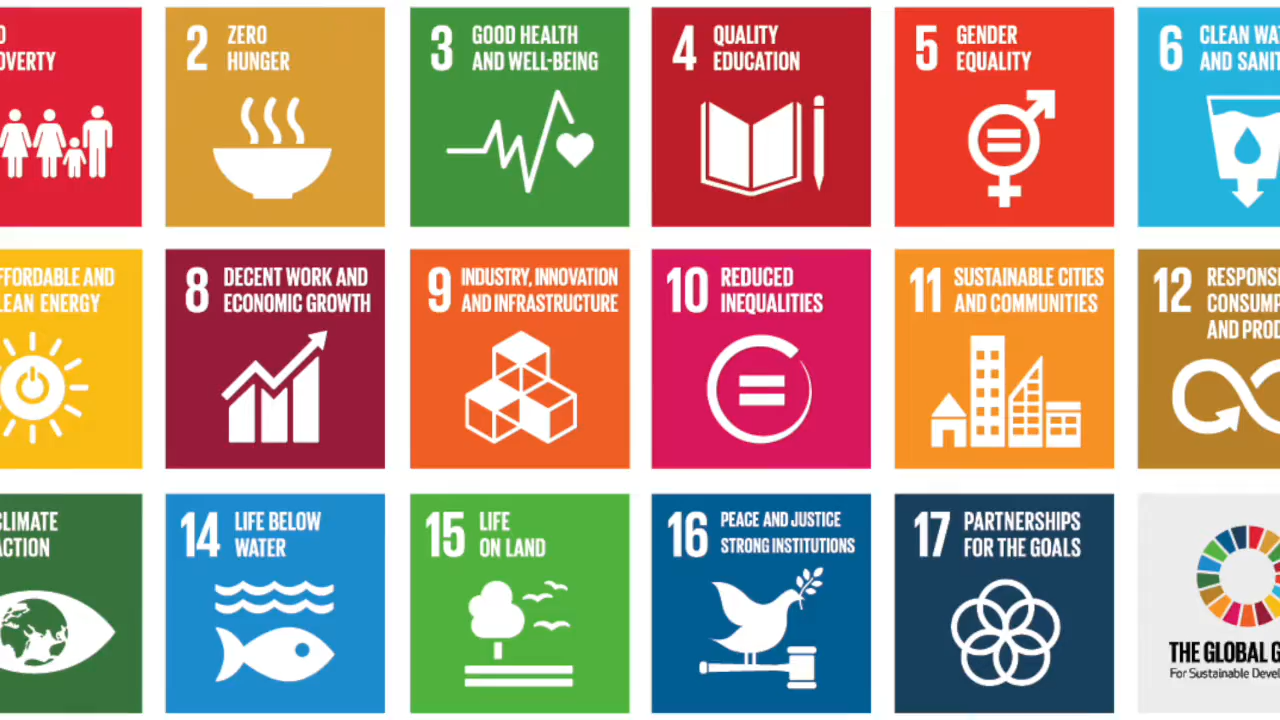 OVERTY
2 ZERO
HUNGER
3 GOOD HEALTH
AND WELL-BEING
4 QUALITY
EDUCATION
5 GENDER
EQUALITY
6 CLEAN WAT
AND SANIT
FFORDABLE AND
LEAN ENERGY
8 DECENT WORK AND
ECONOMIC GROWTH
9 INDUSTRY, INNOVATION
AND INFRASTRUCTURE
10 REDUCED
INEQUALITIES
11 SUSTAINABLE CITIES
AND COMMUNITIES
12 RESPONSI
CONSUMP
AND PROD
CLIMATE
ACTION
14 LIFE BELOW
WATER
15 LIFE
ON LAND
16 PEACE AND JUSTICE
STRONG INSTITUTIONS
17 PARTNERSHIPS
FOR THE GOALS
THE GLOBAL G
For Sustainable Devel